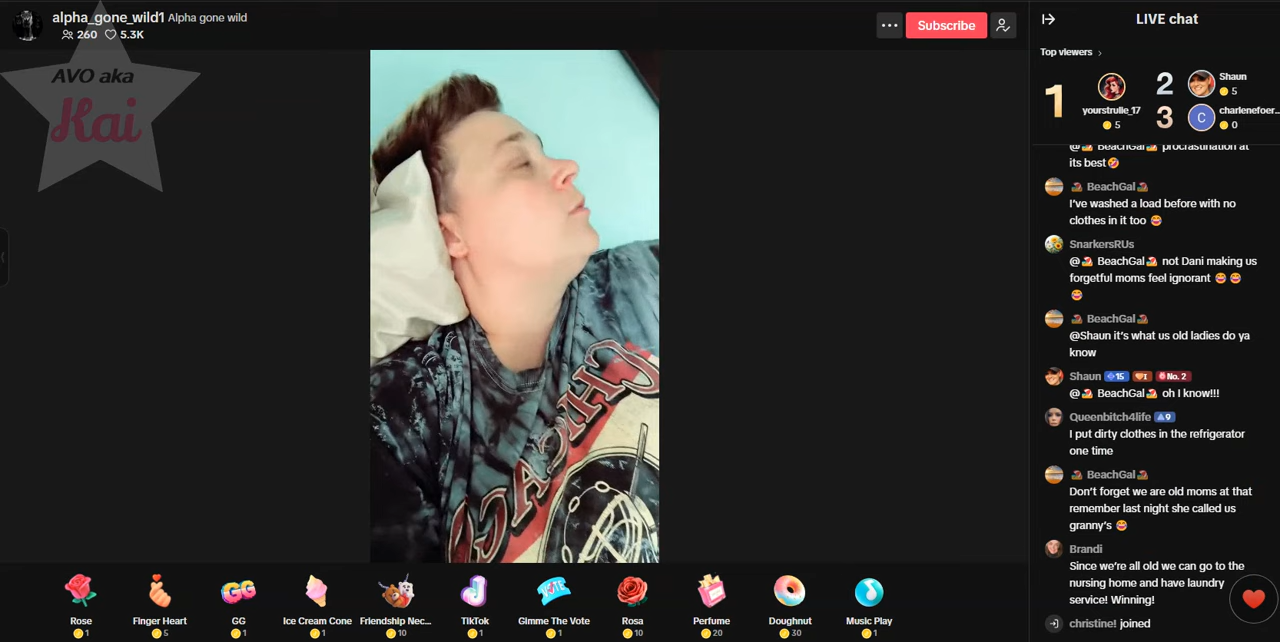 alpha_gone_wild1 Alpha gone wild
260 5.3K
Subscribe
AVO aka
Kai
LIVE chat
Top viewers
1
yourstrulie_17
5
2
Shaun
5
3
C
charlenefoer...
0
@ BeachGal procrastination at
its best
BeachGal
I've washed a load before with no
clothes in it too
SnarkersRUs
@ BeachGal not Dani making us
forgetful moms feel ignorant
BeachGal
@Shaun it's what us old ladies do ya
know
Shaun 15 I No. 2
@ BeachGal oh I know!!!
Queenbitch4life 9
I put dirty clothes in the refrigerator
one time
BeachGal
Don't forget we are old moms at that
remember last night she called us
granny's
Brandi
Since we're all old we can go to the
nursing home and have laundry
service! Winning!
christine! joined
CHICAGO
GG
VOTE
Rose
1
Finger Heart
5
GG
1
Ice Cream Cone
1
Friendship Nec...
10
TikTok
1
Gimme The Vote
1
Rosa
10
Perfume
20
Doughnut
30
Music Play
1